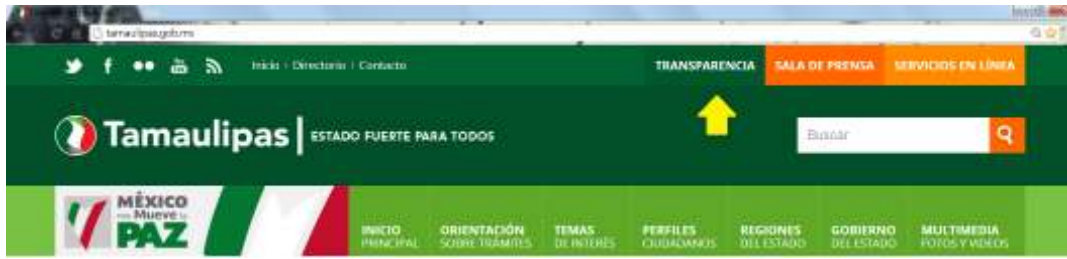 tamaulipas.gob.mx
Inicio | Directorio | Contacto
TRANSPARENCIA
SALA DE PRENSA
SERVICIOS EN LÍNEA
Tamaulipas
ESTADO FUERTE PARA TODOS
Buscar
MÉXICO
Mueve
PAZ
INICIO
PRINCIPAL
ORIENTACIÓN
SOBRE TRÁMITES
TEMAS
DE INTERÉS
PERFILES
CIUDADANOS
REGIONES
DEL ESTADO
GOBIERNO
DEL ESTADO
MULTIMEDIA
FOTOS Y VIDEOS